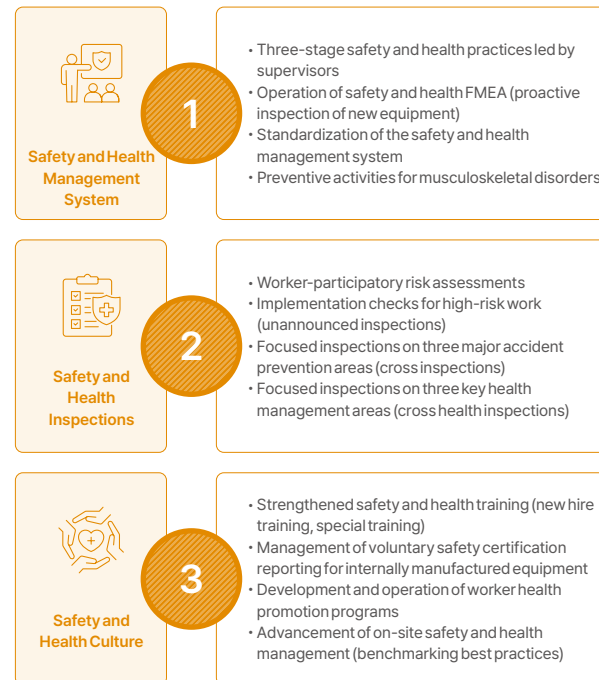 Safety and Health
Management
System
1
• Three-stage safety and health practices led by
supervisors
• Operation of safety and health FMEA (proactive
inspection of new equipment)
• Standardization of the safety and health
management system
• Preventive activities for musculoskeletal disorders
Safety and
Health
Inspections
2
• Worker-participatory risk assessments
• Implementation checks for high-risk work
(unannounced inspections)
• Focused inspections on three major accident
prevention areas (cross inspections)
• Focused inspections on three key health
management areas (cross health inspections)
Safety and
Health Culture
3
• Strengthened safety and health training (new hire
training, special training)
• Management of voluntary safety certification
reporting for internally manufactured equipment
• Development and operation of worker health
promotion programs
• Advancement of on-site safety and health
management (benchmarking best practices)